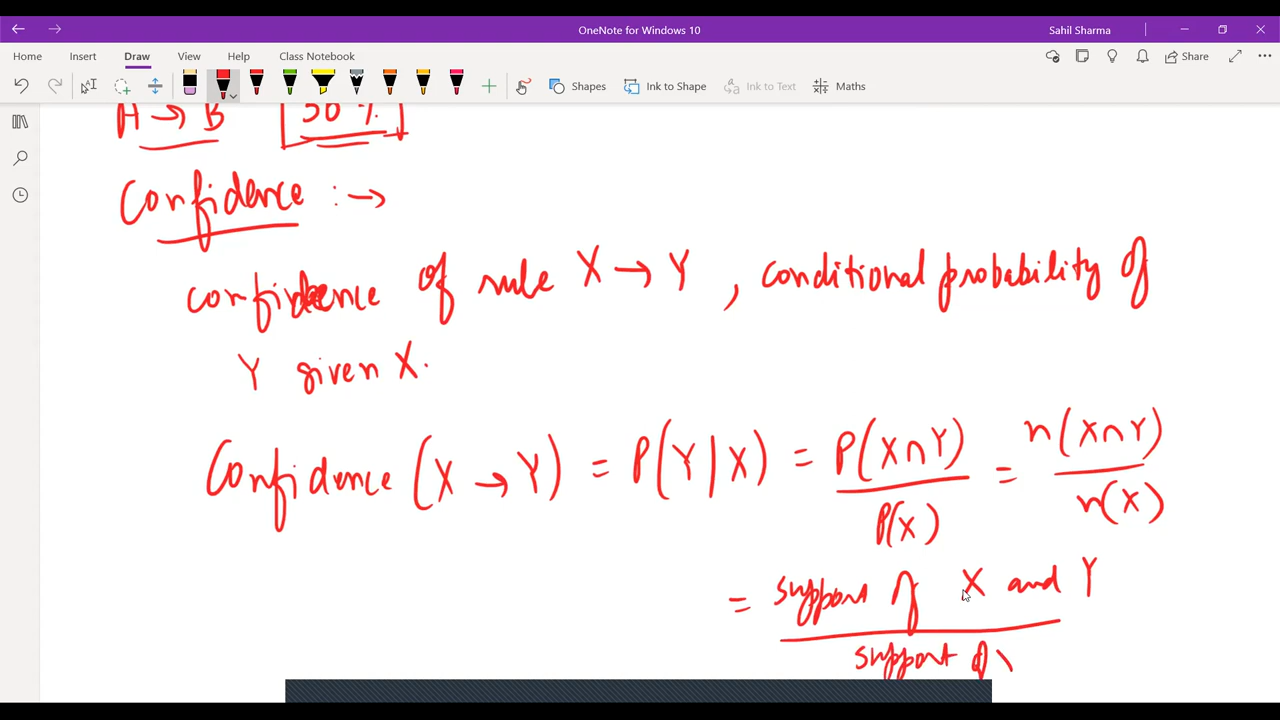 OneNote for Windows 10
Sahil Sharma
Home Insert Draw View Help Class Notebook
Share
Shapes Ink to Shape Ink to Text Maths
A → B
Confidence :→
confidence of rule X → Y , conditional probability of
Y given X.
Confidence (X → Y) = P(Y|X) = P(X∩Y) / P(X) = n(X∩Y) / n(X)
= support of X and Y
support of